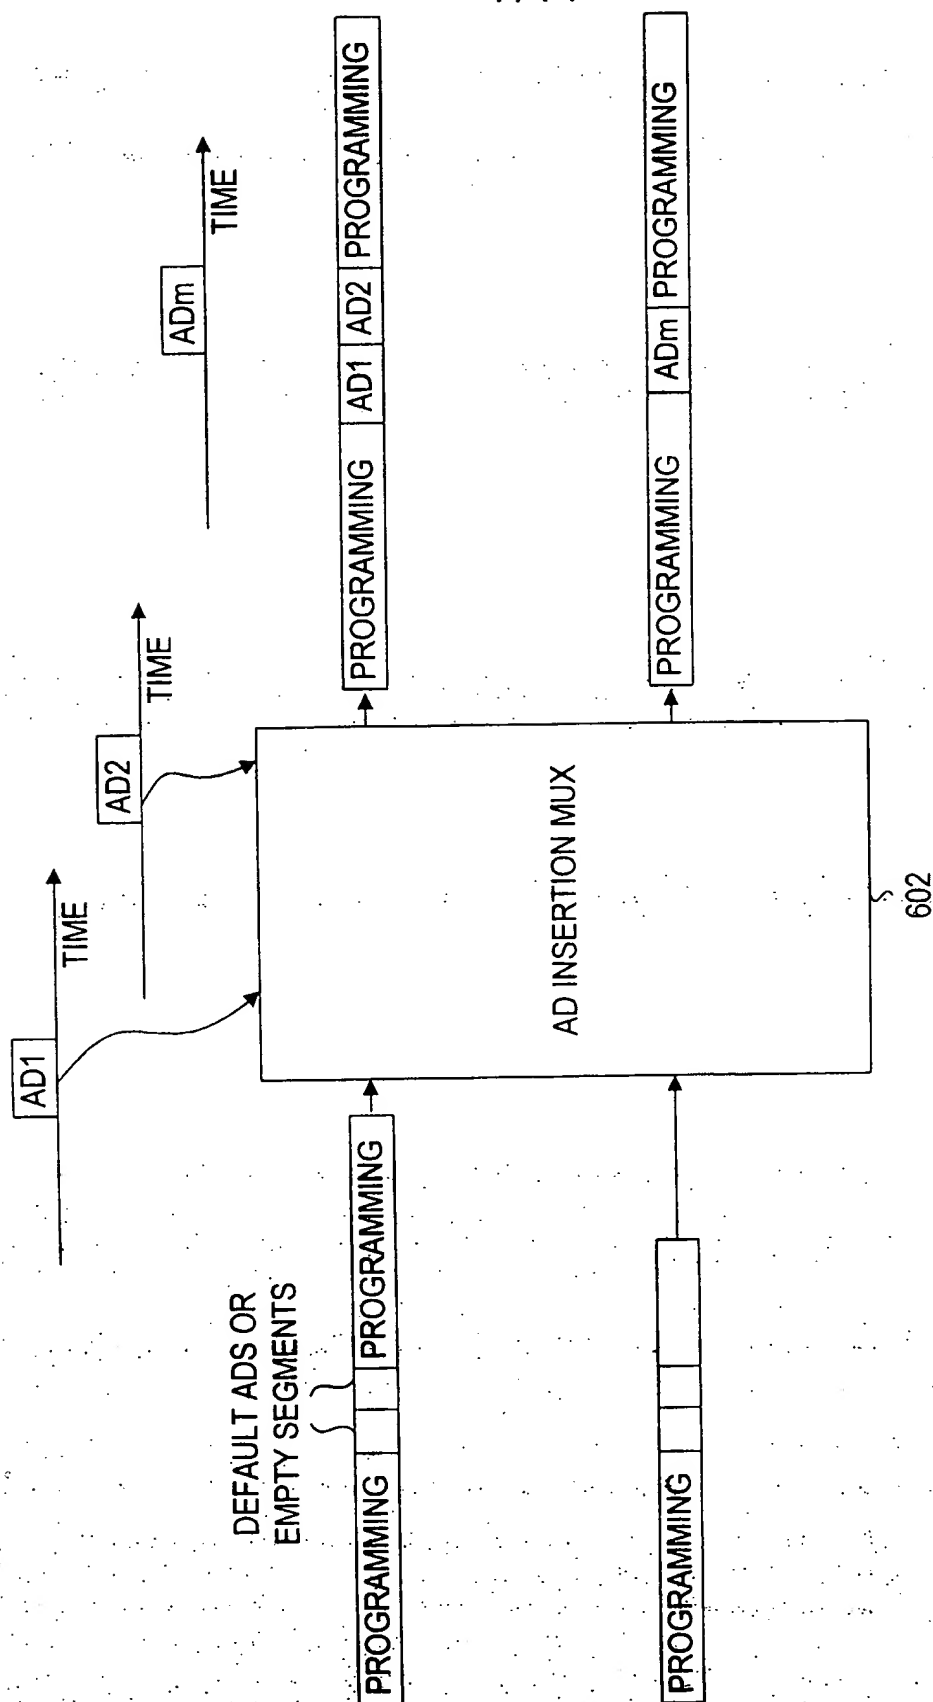 AD1
TIME
AD2
TIME
ADm
TIME
DEFAULT ADS OR
EMPTY SEGMENTS
PROGRAMMING
PROGRAMMING
AD INSERTION MUX
602
PROGRAMMING
AD1
AD2
PROGRAMMING
PROGRAMMING
PROGRAMMING
ADm
PROGRAMMING